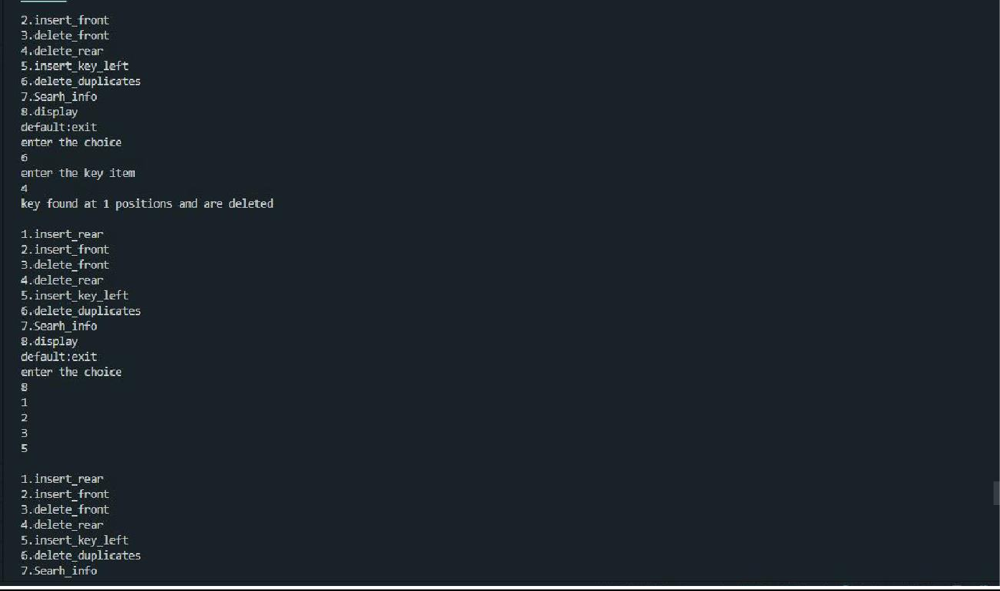 2.insert_front
3.delete_front
4.delete_rear
5.insert_key_left
6.delete_duplicates
7.Searh_info
8.display
default:exit
enter the choice
6
enter the key item
4
key found at 1 positions and are deleted
1.insert_rear
2.insert_front
3.delete_front
4.delete_rear
5.insert_key_left
6.delete_duplicates
7.Searh_info
8.display
default:exit
enter the choice
8
1
2
3
5
1.insert_rear
2.insert_front
3.delete_front
4.delete_rear
5.insert_key_left
6.delete_duplicates
7.Searh_info